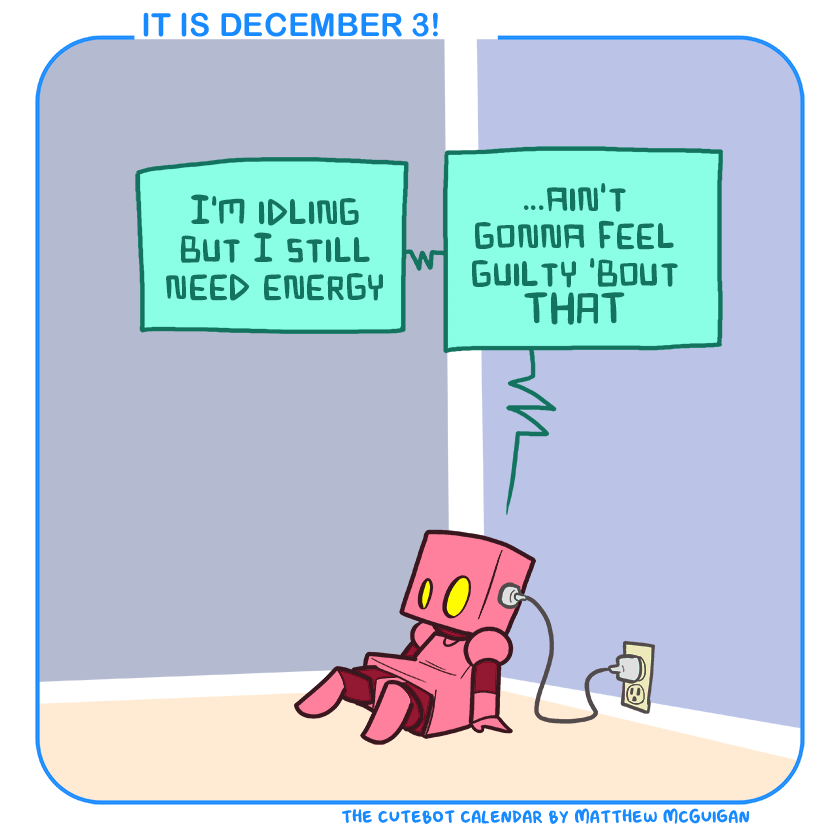 IT IS DECEMBER 3!
I'M IDLING
BUT I STILL
NEED ENERGY
...AIN'T
GONNA FEEL
GUILTY 'BOUT
THAT
THE CUTEBOT CALENDAR BY MATTHEW MCGUIGAN